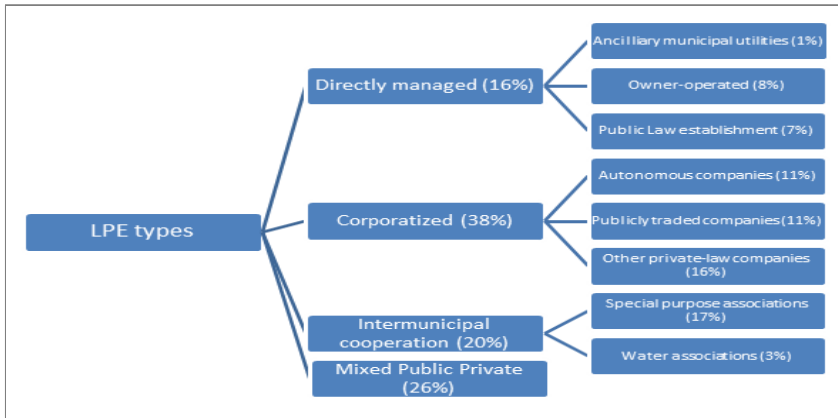 LPE types
Directly managed (16%)
Ancilliary municipal utilities (1%)
Owner-operated (8%)
Public Law establishment (7%)
Corporatized (38%)
Autonomous companies (11%)
Publicly traded companies (11%)
Other private-law companies
(16%)
Intermunicipal
cooperation (20%)
Special purpose associations
(17%)
Water associations (3%)
Mixed Public Private
(26%)